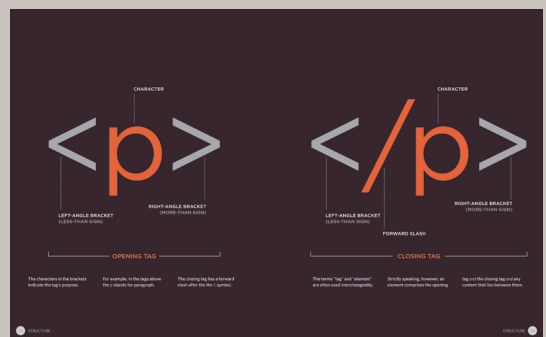 CHARACTER
<p>
LEFT-ANGLE BRACKET
(LESS-THAN SIGN)
RIGHT-ANGLE BRACKET
(MORE-THAN SIGN)
OPENING TAG
The characters in the brackets
indicate the tag's purpose.
For example, in the tags above
the p stands for paragraph.
The closing tag has a forward
slash after the the < symbol.
STRUCTURE
CHARACTER
</p>
LEFT-ANGLE BRACKET
(LESS-THAN SIGN)
FORWARD SLASH
RIGHT-ANGLE BRACKET
(MORE-THAN SIGN)
CLOSING TAG
The terms "tag" and "element"
are often used interchangeably.
Strictly speaking, however, an
element comprises the opening
tag and the closing tag and any
content that lies between them.
STRUCTURE